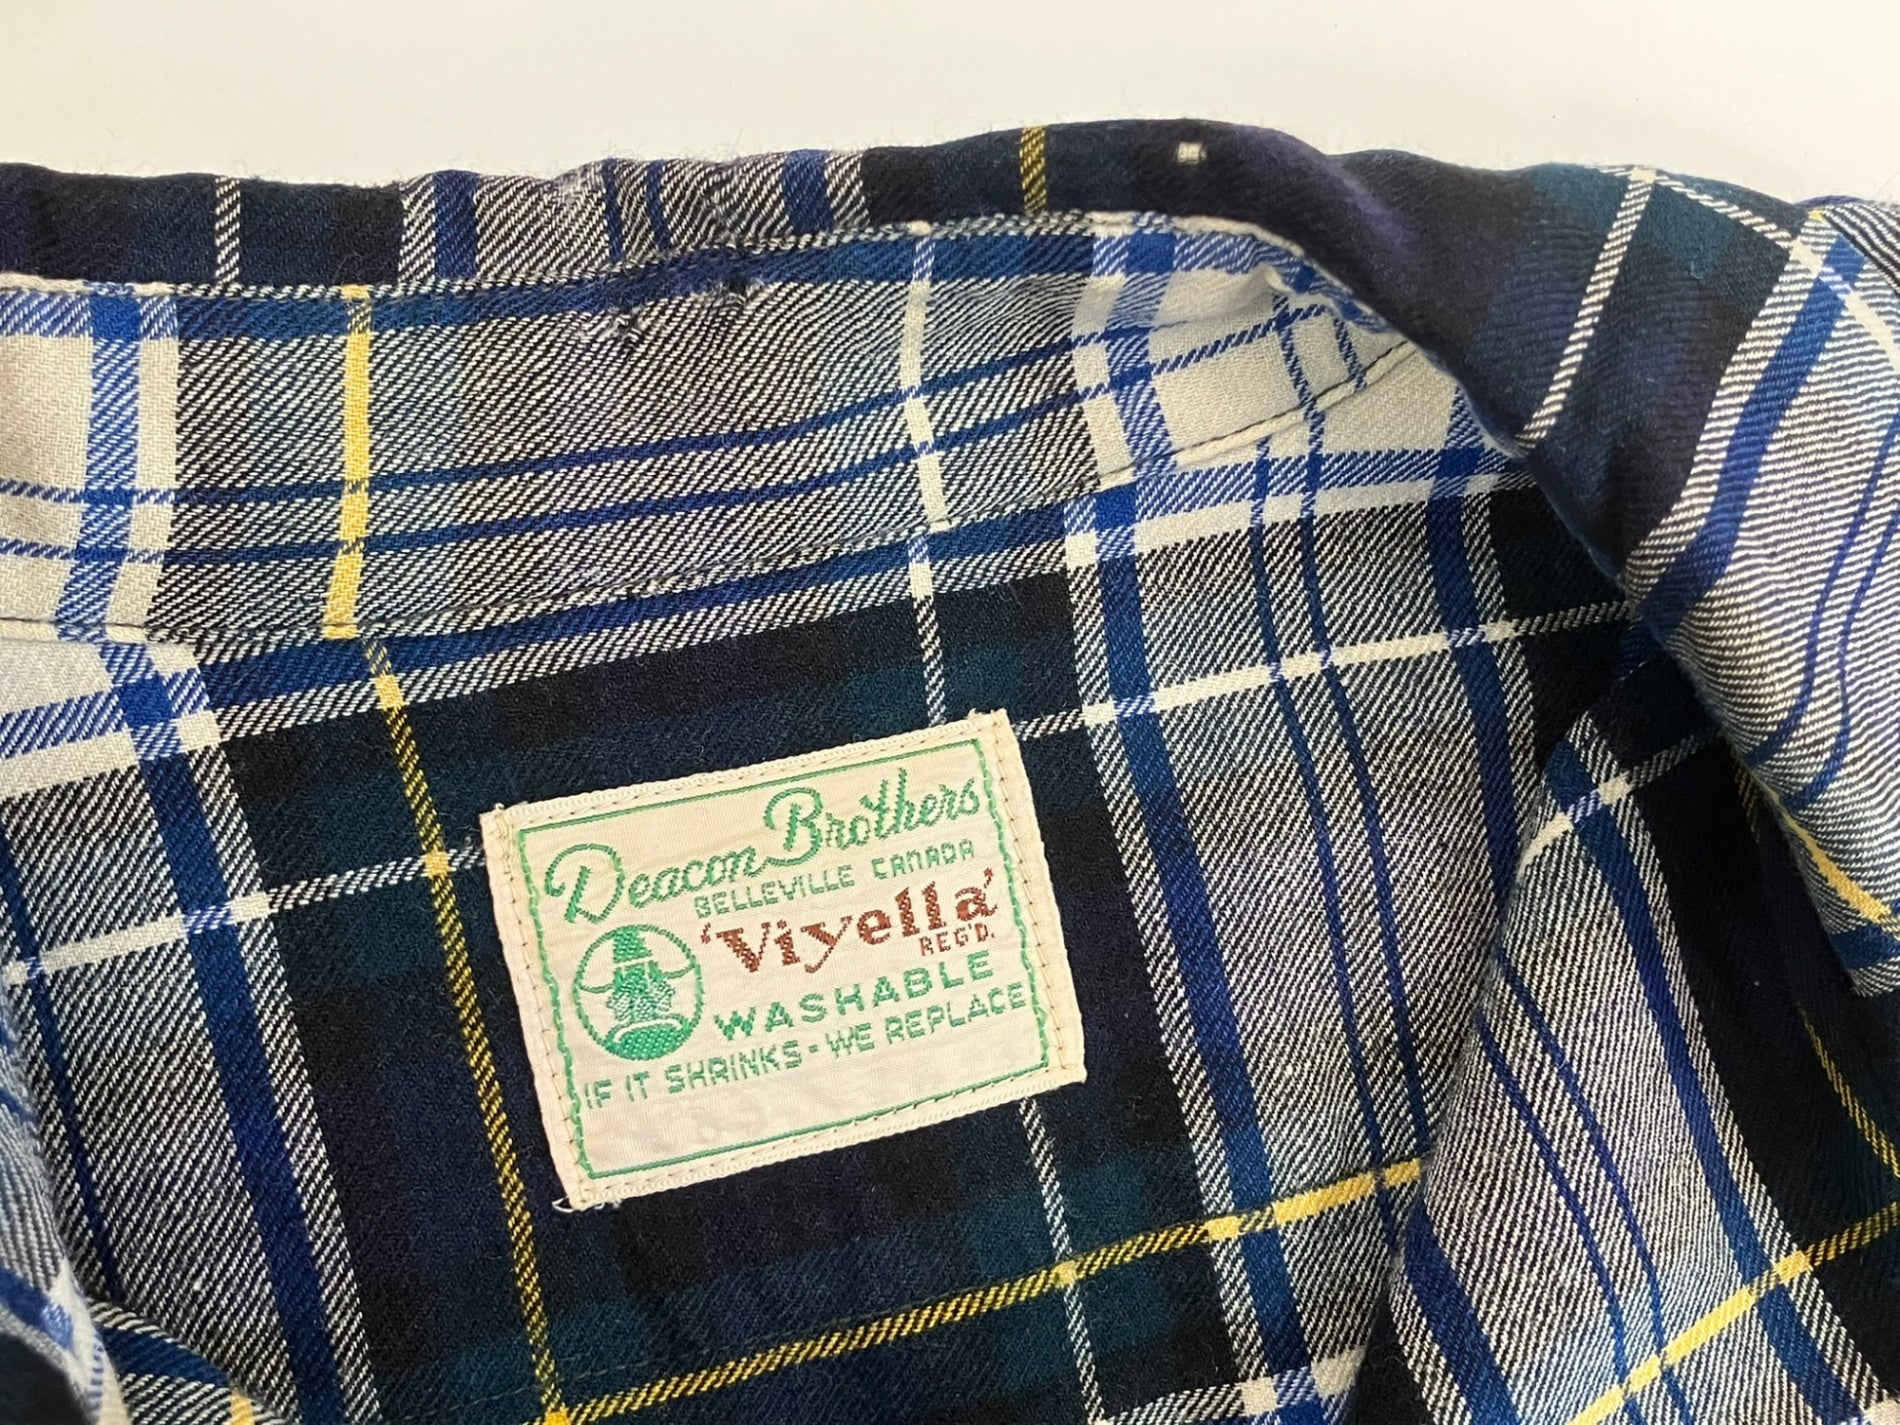 Deacon Brothers
BELLEVILLE CANADA
'Viyella'
REG'D.
WASHABLE
IF IT SHRINKS - WE REPLACE